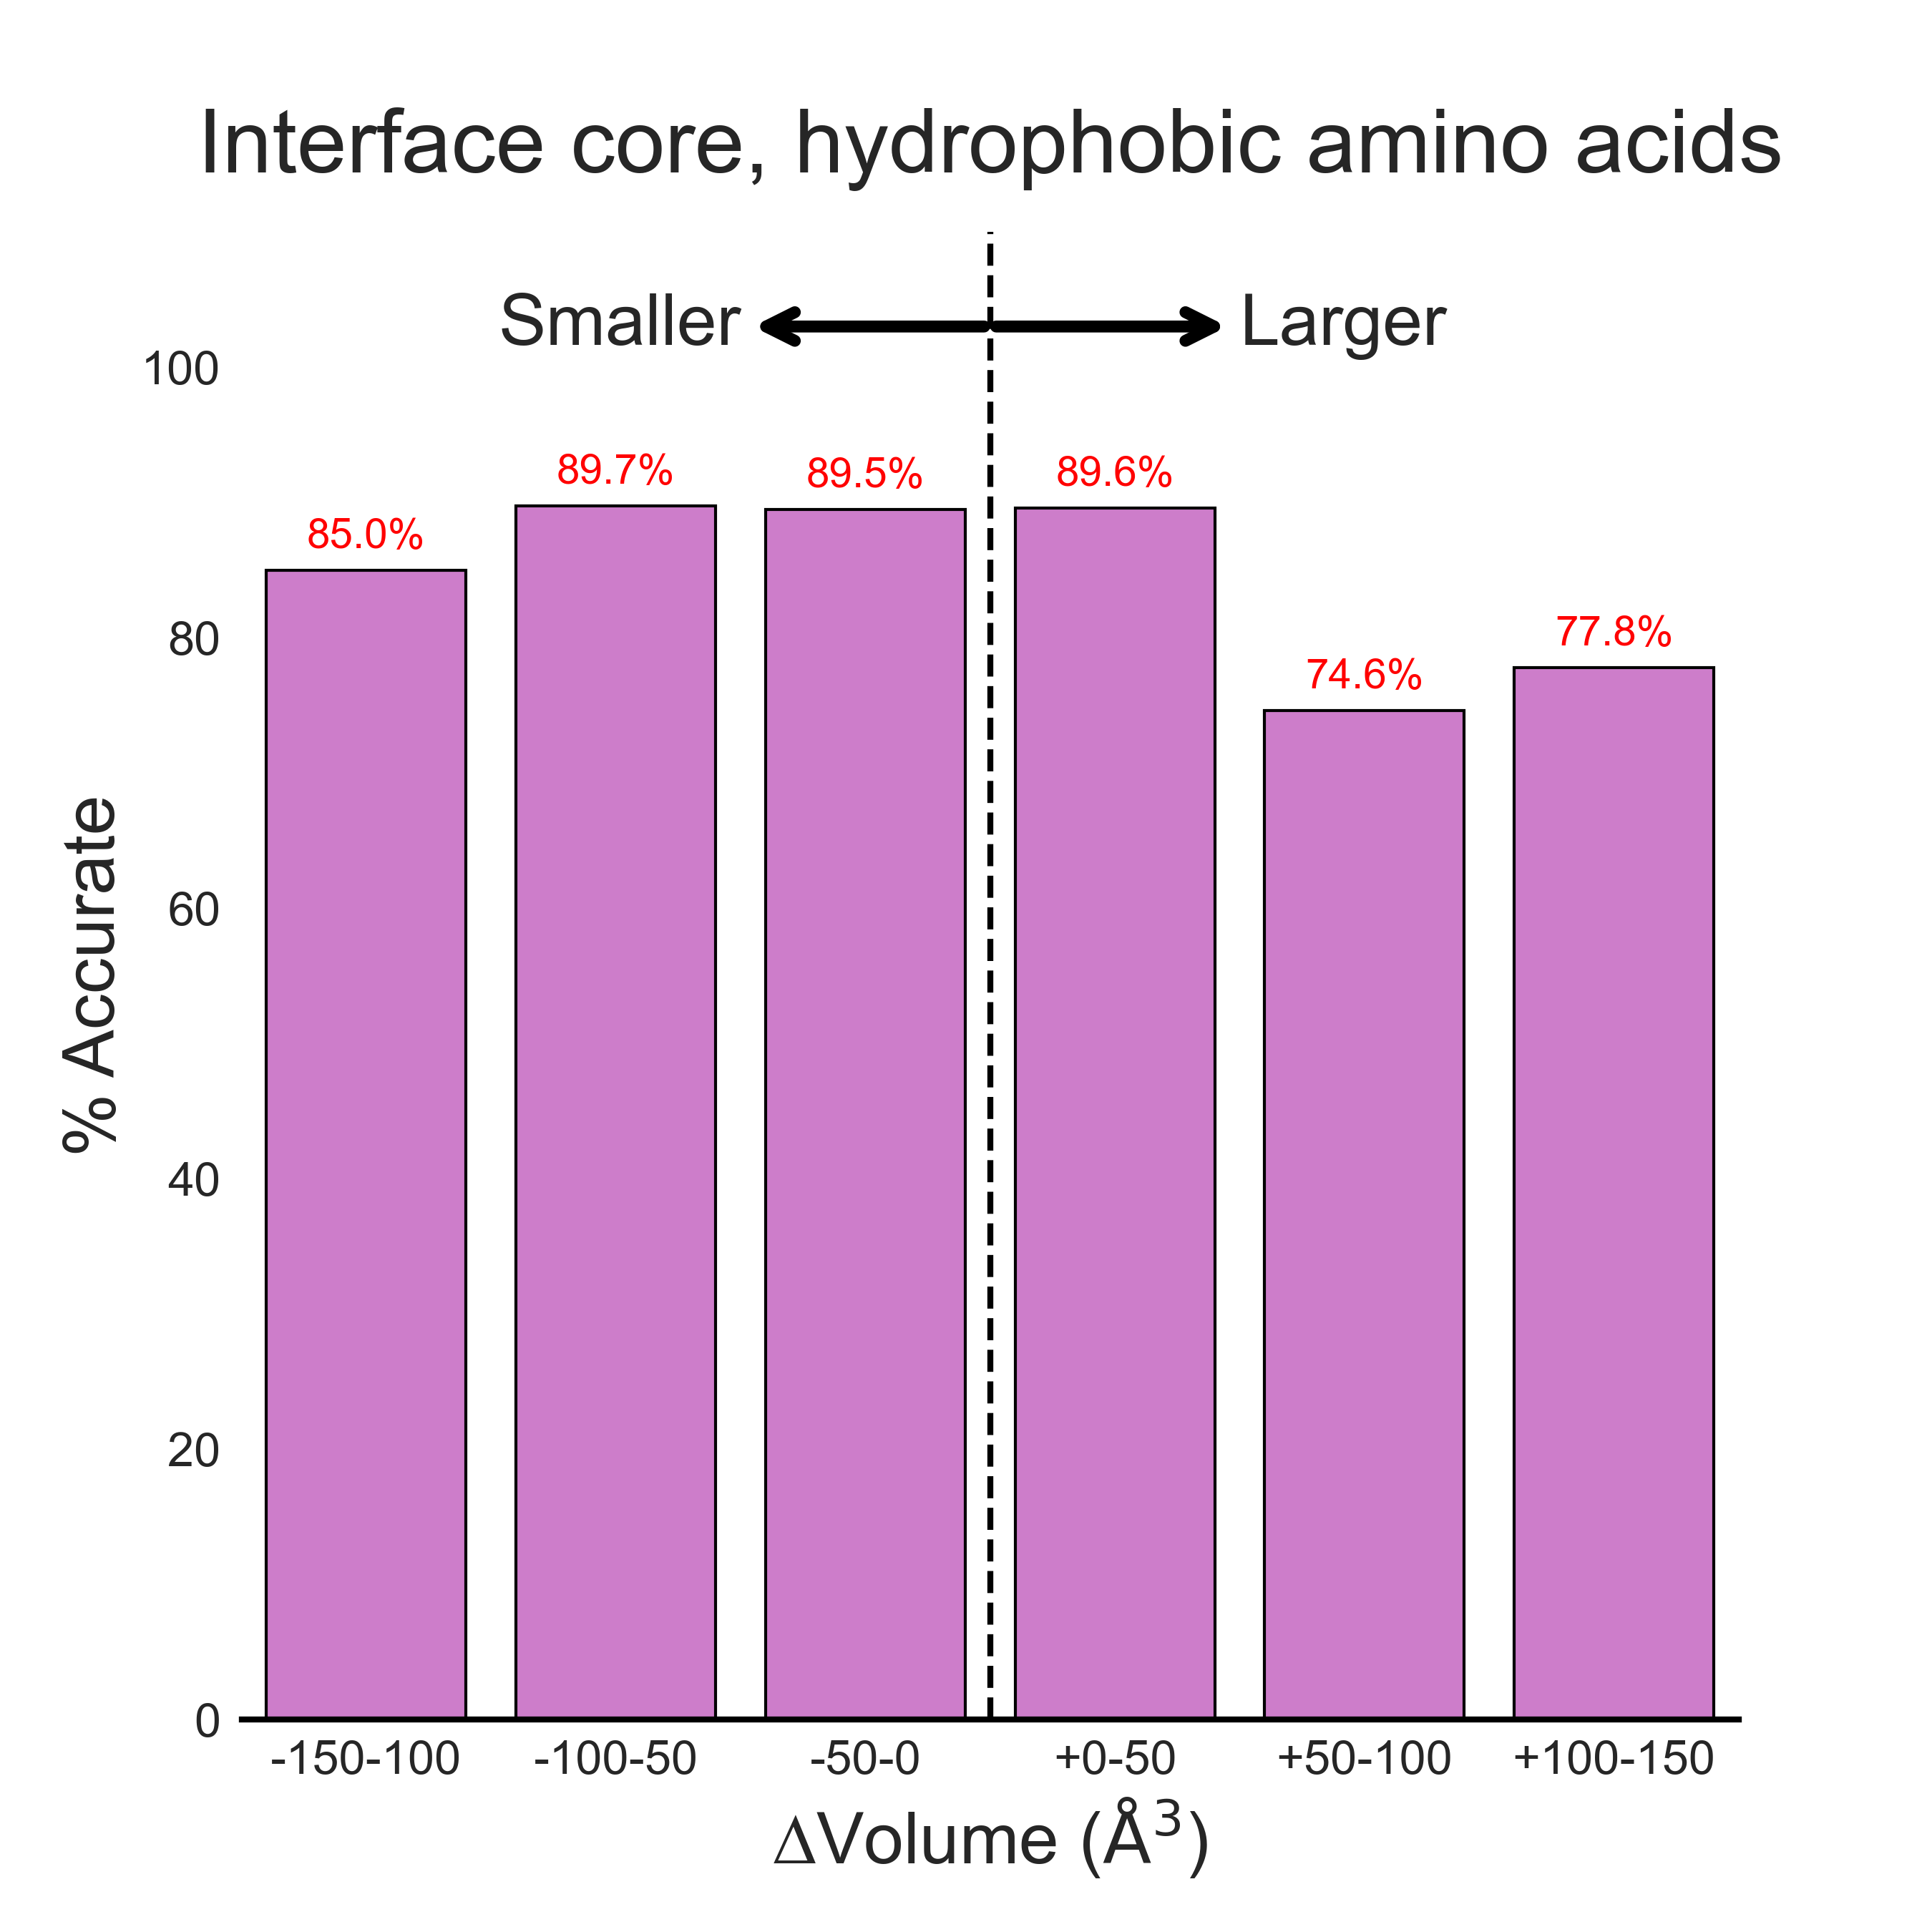 Interface core, hydrophobic amino acids
Smaller Larger
100
89.7% 89.5% 89.6%
85.0%
80
77.8%
74.6%
60
% Accurate
40
20
0
-150-100 -100-50 -50-0 +0-50 +50-100 +100-150
ΔVolume (Å³)